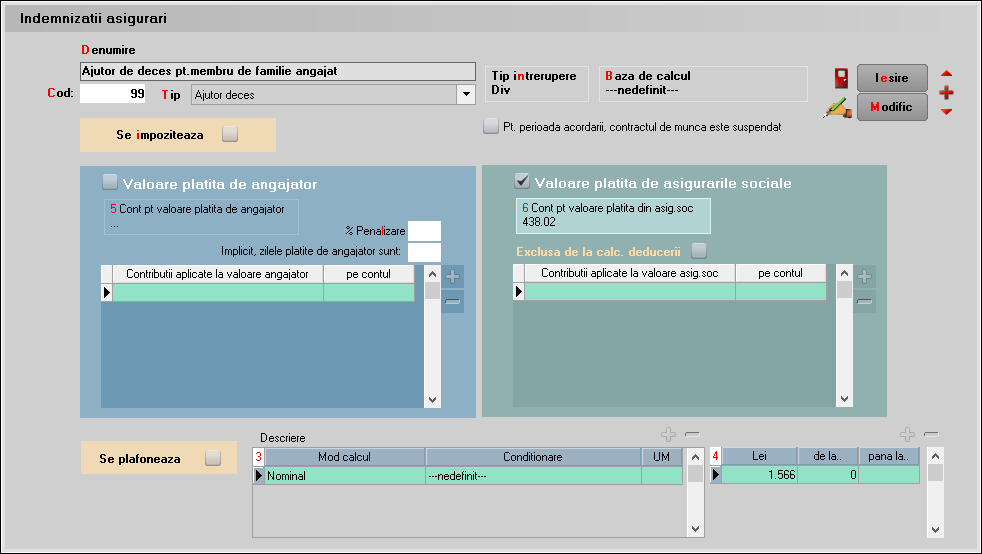 Indemnizatii asigurari
Denumire
Ajutor de deces pt.membru de familie angajat
Cod: 99 Tip Ajutor deces
Tip intrerupere
Div
Baza de calcul
---nedefinit---
Iesire
Modific
Se impoziteaza
Pt. perioada acordarii, contractul de munca este suspendat
Valoare platita de angajator
5 Cont pt valoare platita de angajator
...
% Penalizare
Implicit, zilele platite de angajator sunt:
Contributii aplicate la valoare angajator pe contul
Valoare platita de asigurarile sociale
6 Cont pt valoare platita din asig.soc
438.02
Exclusa de la calc. deducerii
Contributii aplicate la valoare asig.soc pe contul
Se plafoneaza
Descriere
3 Mod calcul Conditionare UM
Nominal ---nedefinit---
4 Lei de la.. pana la..
1.566 0